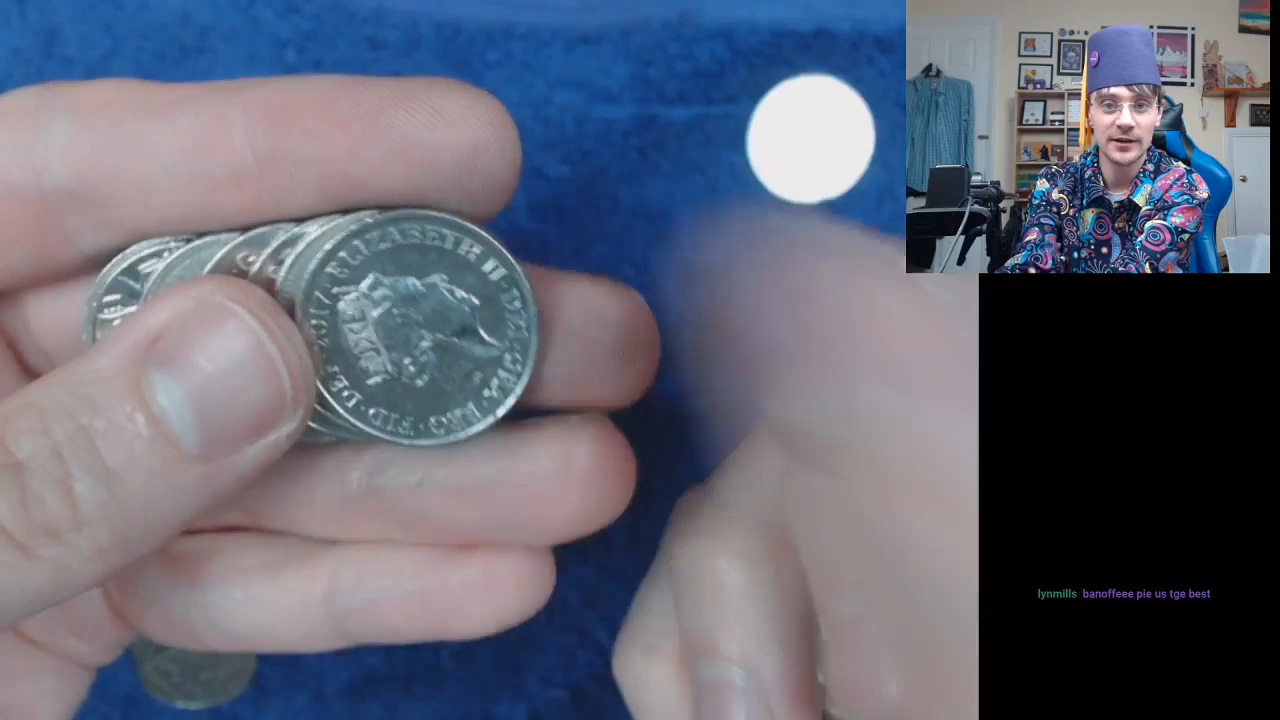 ELIZABETH II · D · G · REG · FID · DEF · 2017
lynmills banoffeee pie us tge best